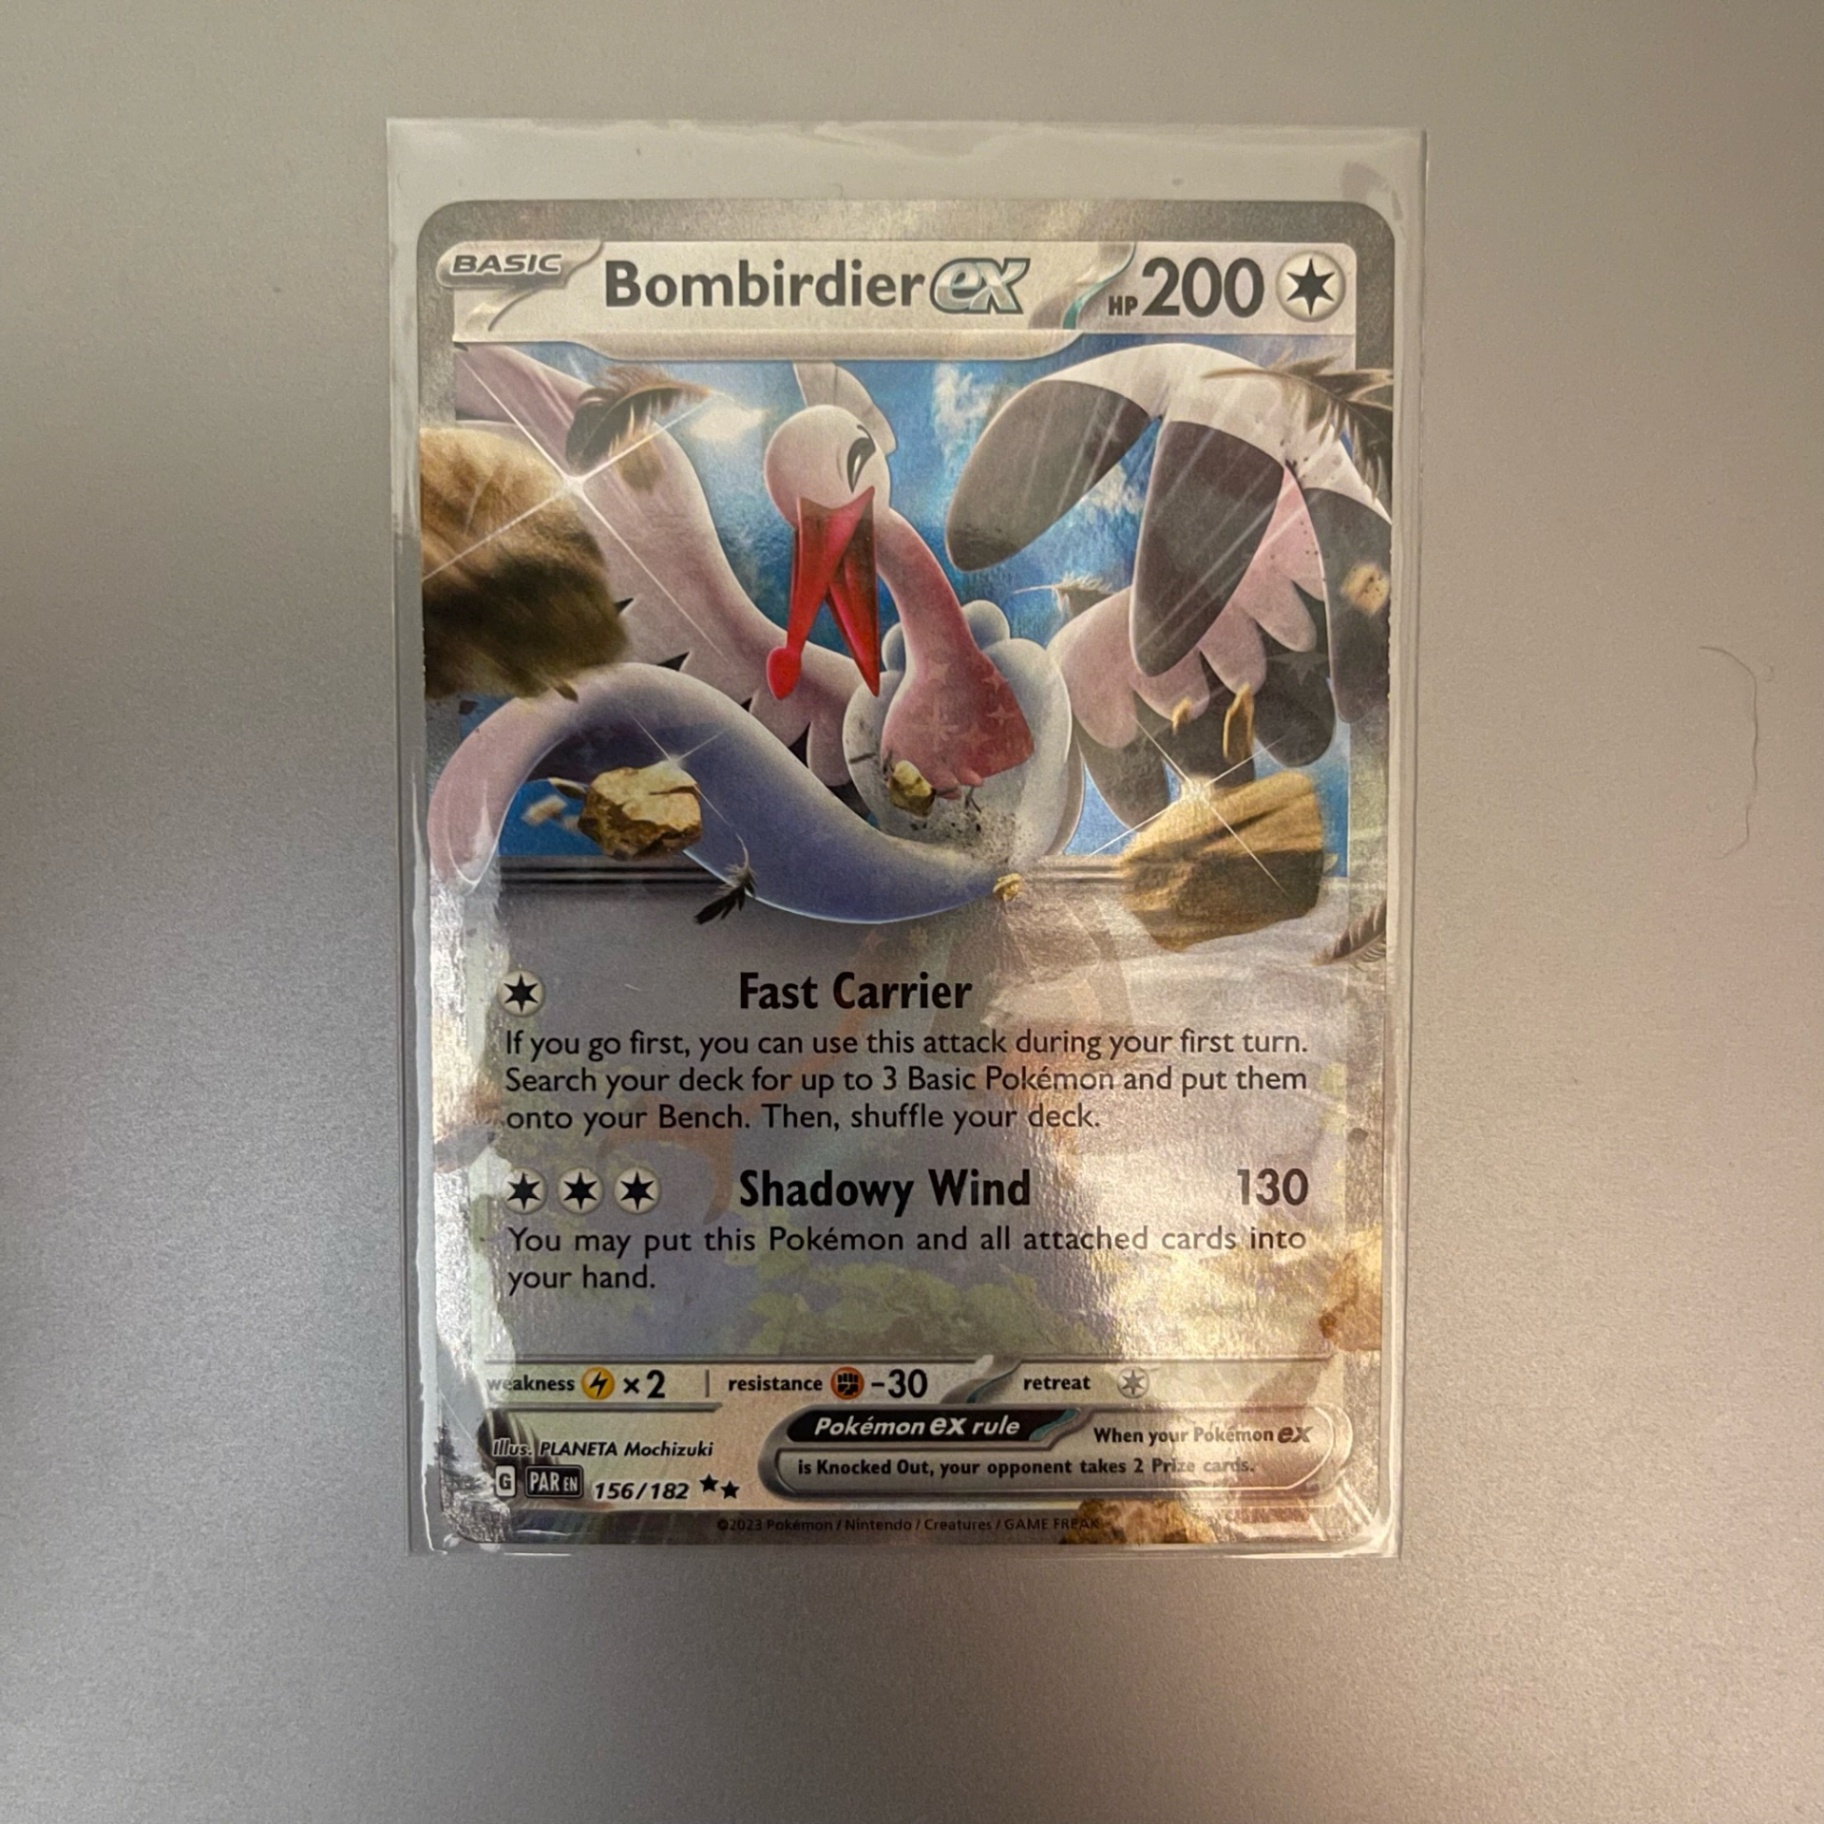 BASIC Bombirdier ex HP 200
Fast Carrier
If you go first, you can use this attack during your first turn.
Search your deck for up to 3 Basic Pokémon and put them
onto your Bench. Then, shuffle your deck.
Shadowy Wind 130
You may put this Pokémon and all attached cards into
your hand.
weakness ×2 resistance -30 retreat
Pokémon ex rule When your Pokémon ex
is Knocked Out, your opponent takes 2 Prize cards.
Illus. PLANETA Mochizuki
G PAR EN 156/182
©2023 Pokémon / Nintendo / Creatures / GAME FREAK